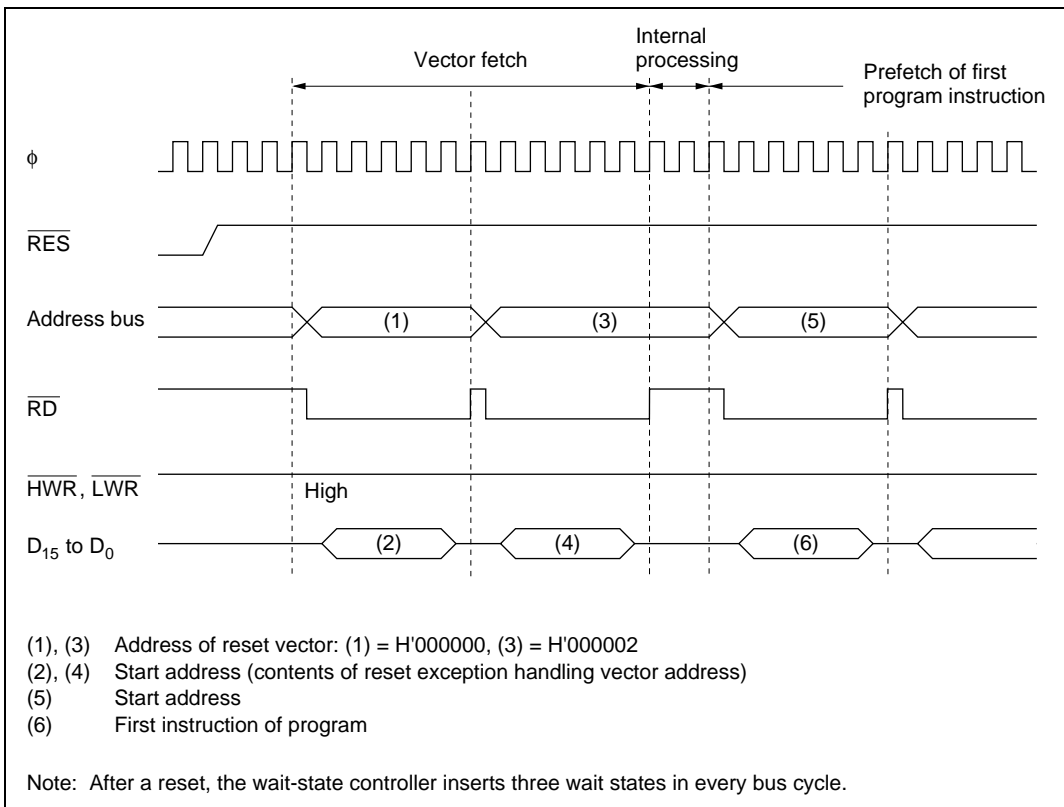 Vector fetch
Internal
processing
Prefetch of first
program instruction
ϕ
RES
Address bus
(1)
(3)
(5)
RD
HWR, LWR
High
D15 to D0
(2)
(4)
(6)
(1), (3) Address of reset vector: (1) = H'000000, (3) = H'000002
(2), (4) Start address (contents of reset exception handling vector address)
(5) Start address
(6) First instruction of program
Note: After a reset, the wait-state controller inserts three wait states in every bus cycle.